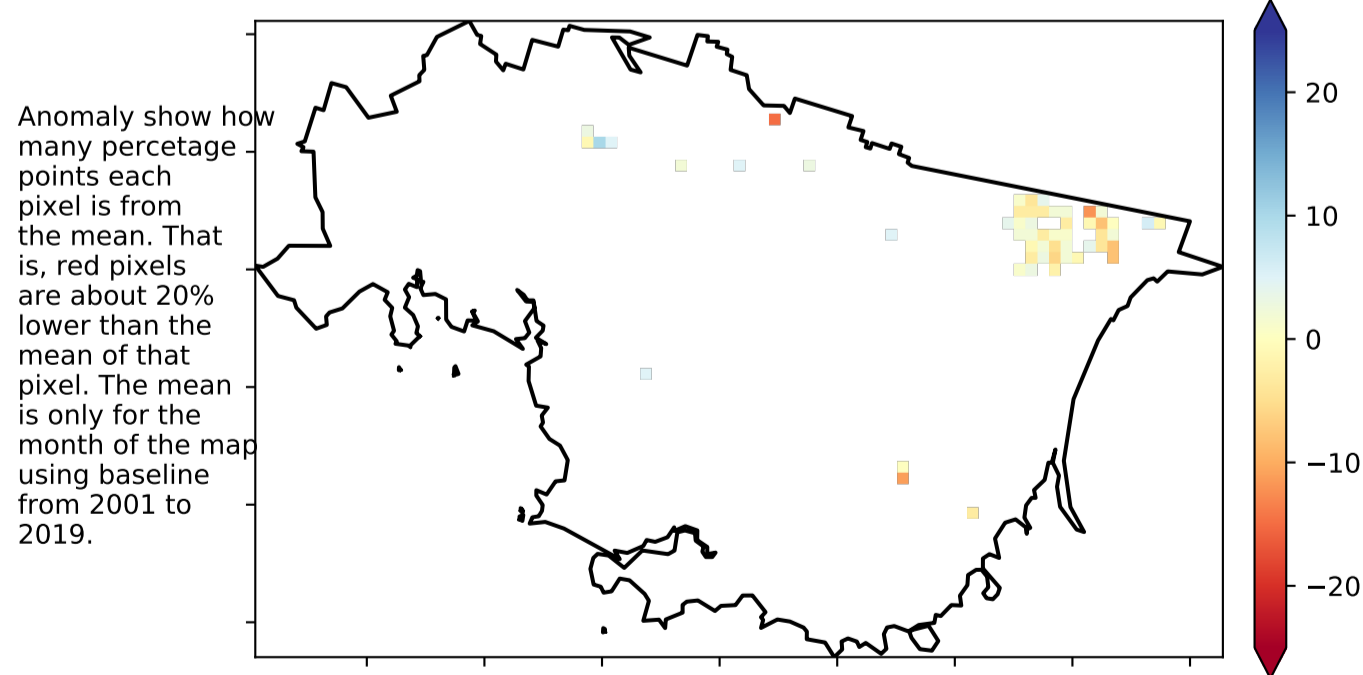 Anomaly show how
many percetage
points each
pixel is from
the mean. That
is, red pixels
are about 20%
lower than the
mean of that
pixel. The mean
is only for the
month of the map
using baseline
from 2001 to
2019.
20
10
0
−10
−20